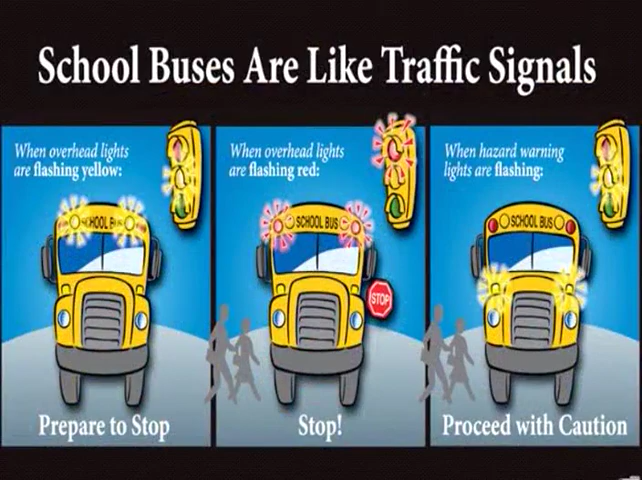 School Buses Are Like Traffic Signals
When overhead lights
are flashing yellow:
SCHOOL BUS
Prepare to Stop
When overhead lights
are flashing red:
SCHOOL BUS
STOP
Stop!
When hazard warning
lights are flashing:
SCHOOL BUS
Proceed with Caution